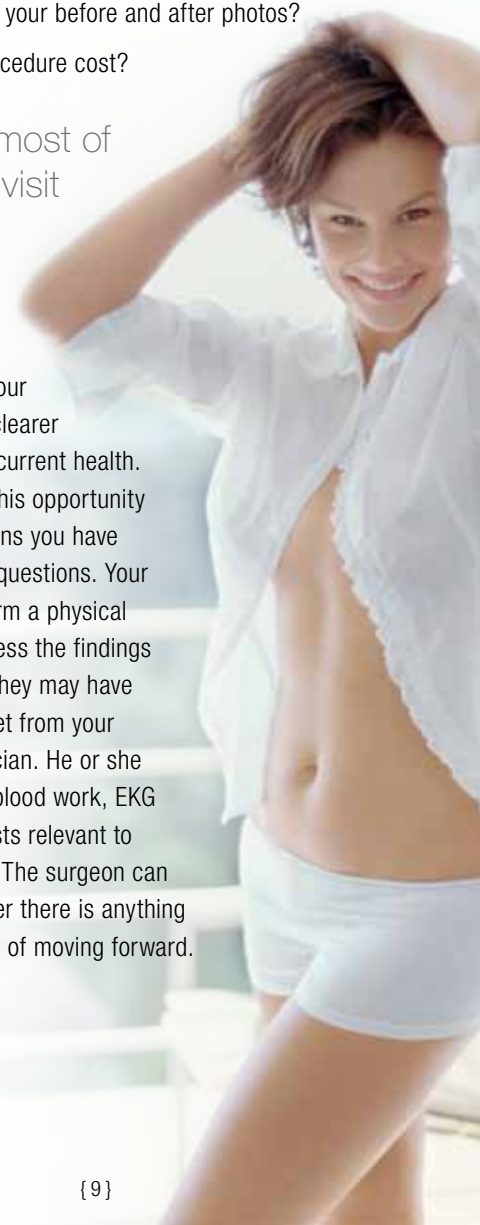 your before and after photos?
cedure cost?
most of
visit
our
clearer
current health.
his opportunity
ns you have
questions. Your
rm a physical
ess the findings
they may have
et from your
cian. He or she
blood work, EKG
sts relevant to
The surgeon can
er there is anything
of moving forward.
{ 9 }